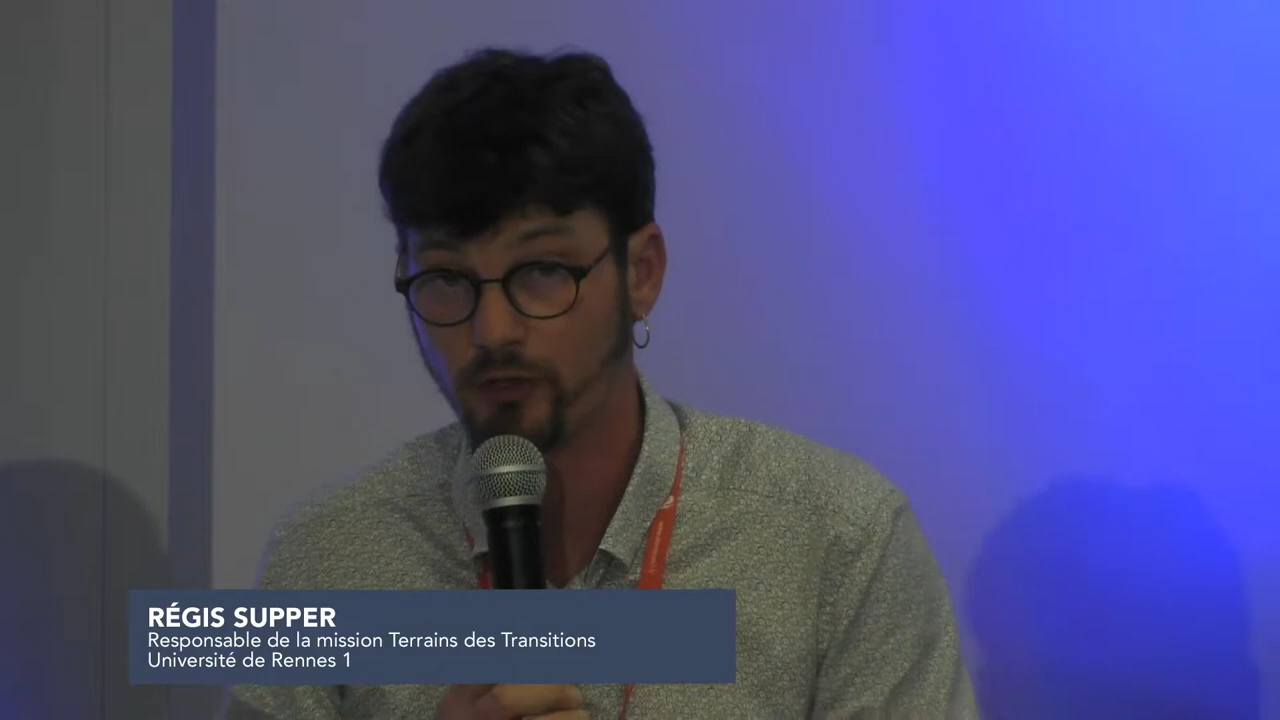 RÉGIS SUPPER
Responsable de la mission Terrains des Transitions
Université de Rennes 1